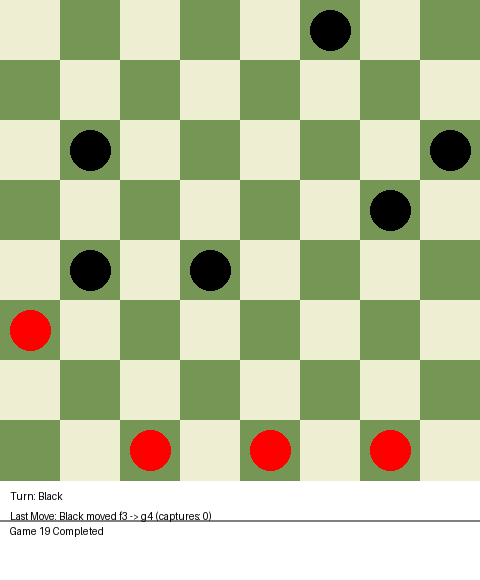 Turn: Black
Last Move: Black moved f3 -> g4 (captures: 0)
Game 19 Completed